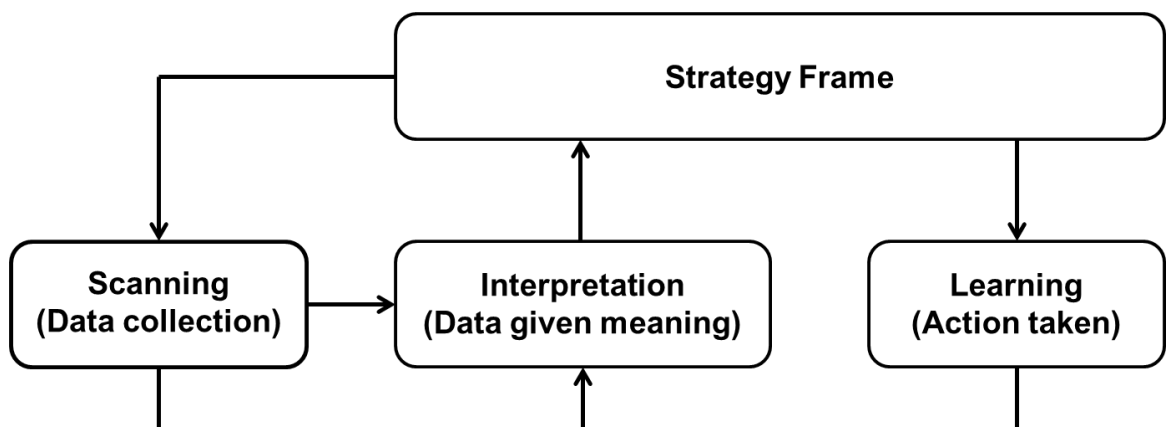 Strategy Frame
Scanning
(Data collection)
Interpretation
(Data given meaning)
Learning
(Action taken)